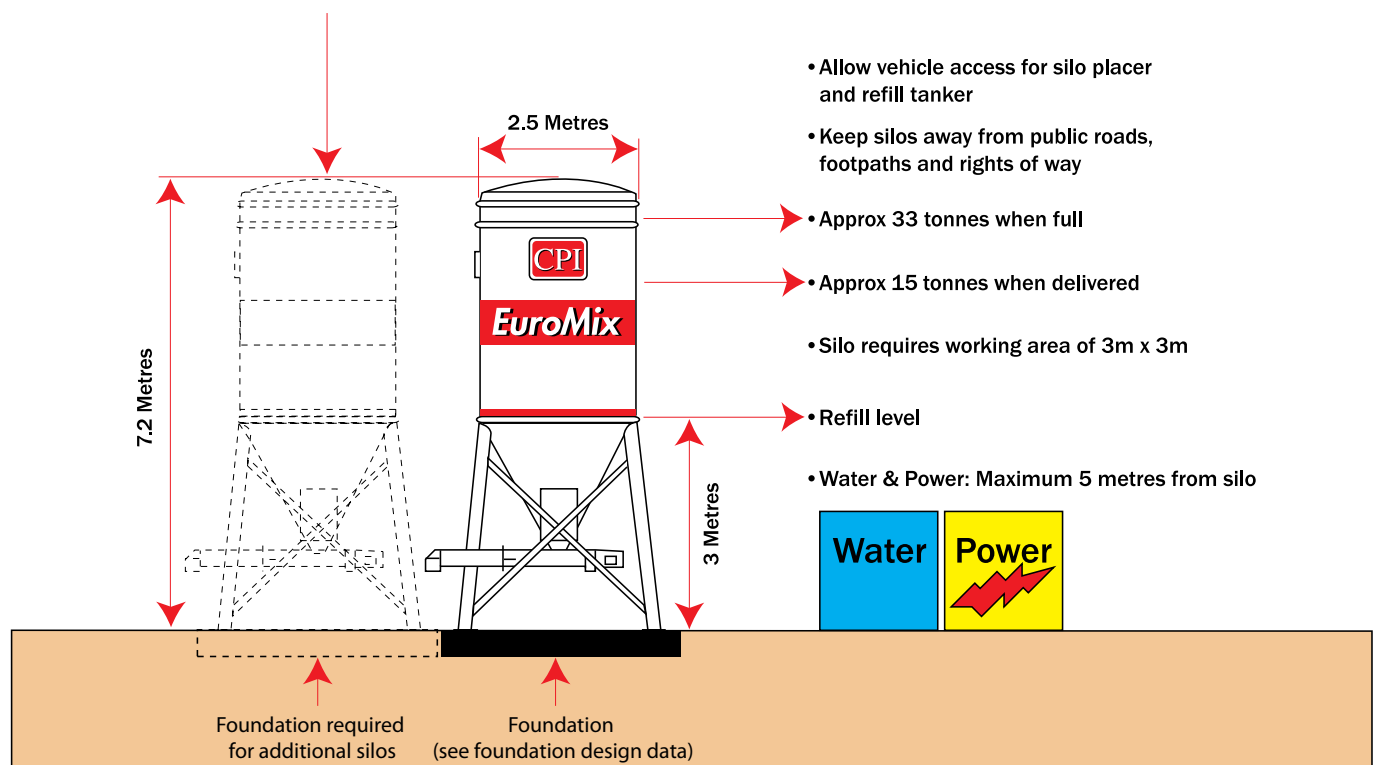 • Allow vehicle access for silo placer
and refill tanker
2.5 Metres
• Keep silos away from public roads,
footpaths and rights of way
• Approx 33 tonnes when full
CPI
• Approx 15 tonnes when delivered
EuroMix
• Silo requires working area of 3m x 3m
7.2 Metres
• Refill level
• Water & Power: Maximum 5 metres from silo
3 Metres
Water
Power
Foundation required
for additional silos
Foundation
(see foundation design data)